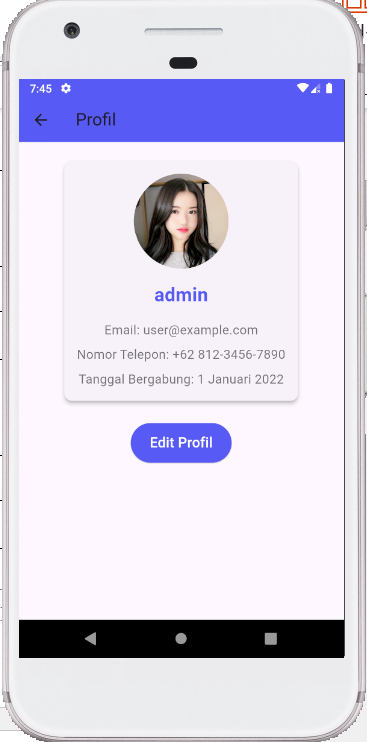 7:45
Profil
admin
Email: user@example.com
Nomor Telepon: +62 812-3456-7890
Tanggal Bergabung: 1 Januari 2022
Edit Profil